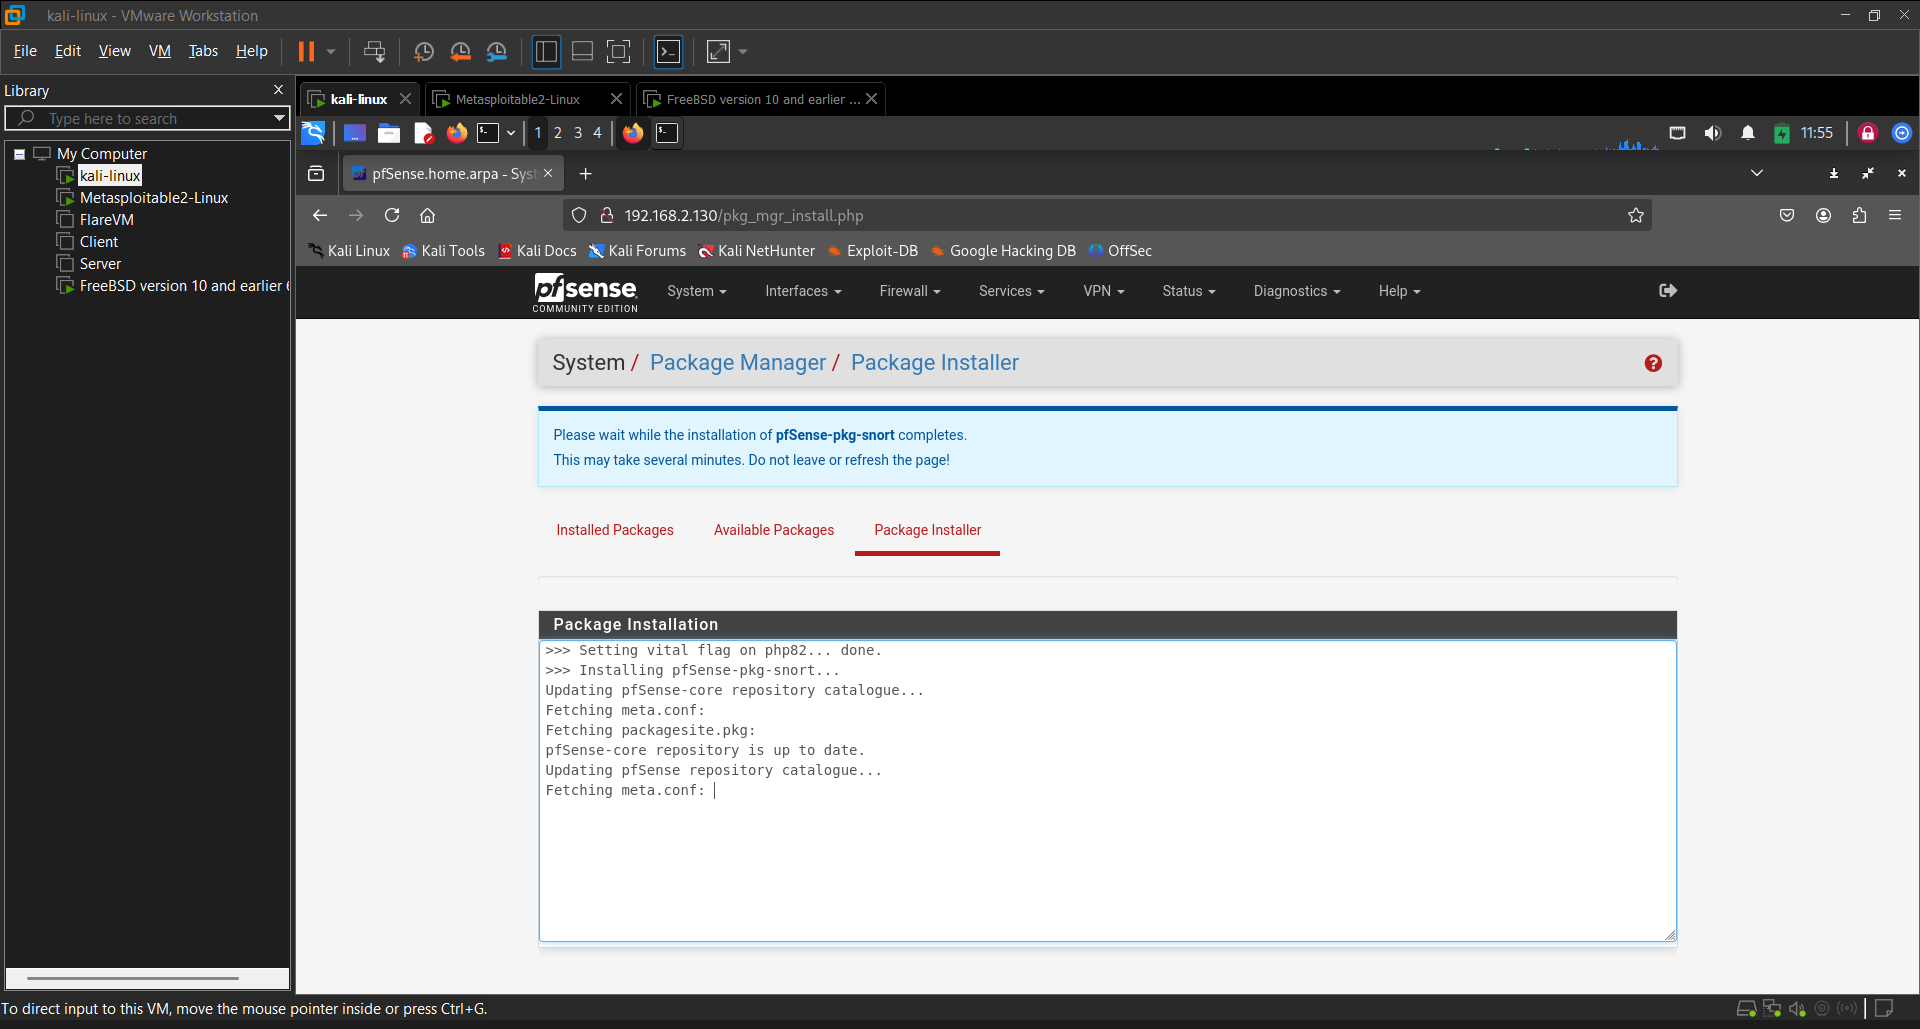 kali-linux - VMware Workstation
File Edit View VM Tabs Help
Library
Type here to search
My Computer
kali-linux
Metasploitable2-Linux
FlareVM
Client
Server
FreeBSD version 10 and earlier 6
kali-linux
Metasploitable2-Linux
FreeBSD version 10 and earlier ...
1 2 3 4
11:55
pfSense.home.arpa - Syst
192.168.2.130/pkg_mgr_install.php
Kali Linux Kali Tools Kali Docs Kali Forums Kali NetHunter Exploit-DB Google Hacking DB OffSec
pfsense
COMMUNITY EDITION
System Interfaces Firewall Services VPN Status Diagnostics Help
System / Package Manager / Package Installer
Please wait while the installation of pfSense-pkg-snort completes.
This may take several minutes. Do not leave or refresh the page!
Installed Packages Available Packages Package Installer
Package Installation
>>> Setting vital flag on php82... done.
>>> Installing pfSense-pkg-snort...
Updating pfSense-core repository catalogue...
Fetching meta.conf:
Fetching packagesite.pkg:
pfSense-core repository is up to date.
Updating pfSense repository catalogue...
Fetching meta.conf:
To direct input to this VM, move the mouse pointer inside or press Ctrl+G.